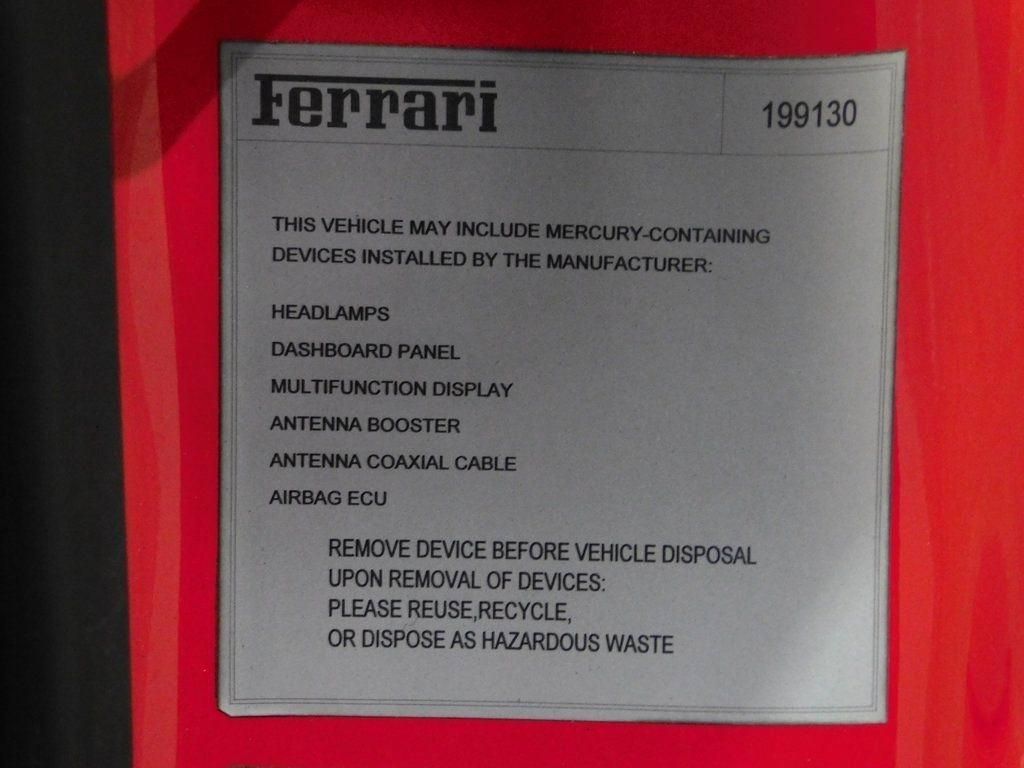 Ferrari
199130
THIS VEHICLE MAY INCLUDE MERCURY-CONTAINING
DEVICES INSTALLED BY THE MANUFACTURER:
HEADLAMPS
DASHBOARD PANEL
MULTIFUNCTION DISPLAY
ANTENNA BOOSTER
ANTENNA COAXIAL CABLE
AIRBAG ECU
REMOVE DEVICE BEFORE VEHICLE DISPOSAL
UPON REMOVAL OF DEVICES:
PLEASE REUSE,RECYCLE,
OR DISPOSE AS HAZARDOUS WASTE